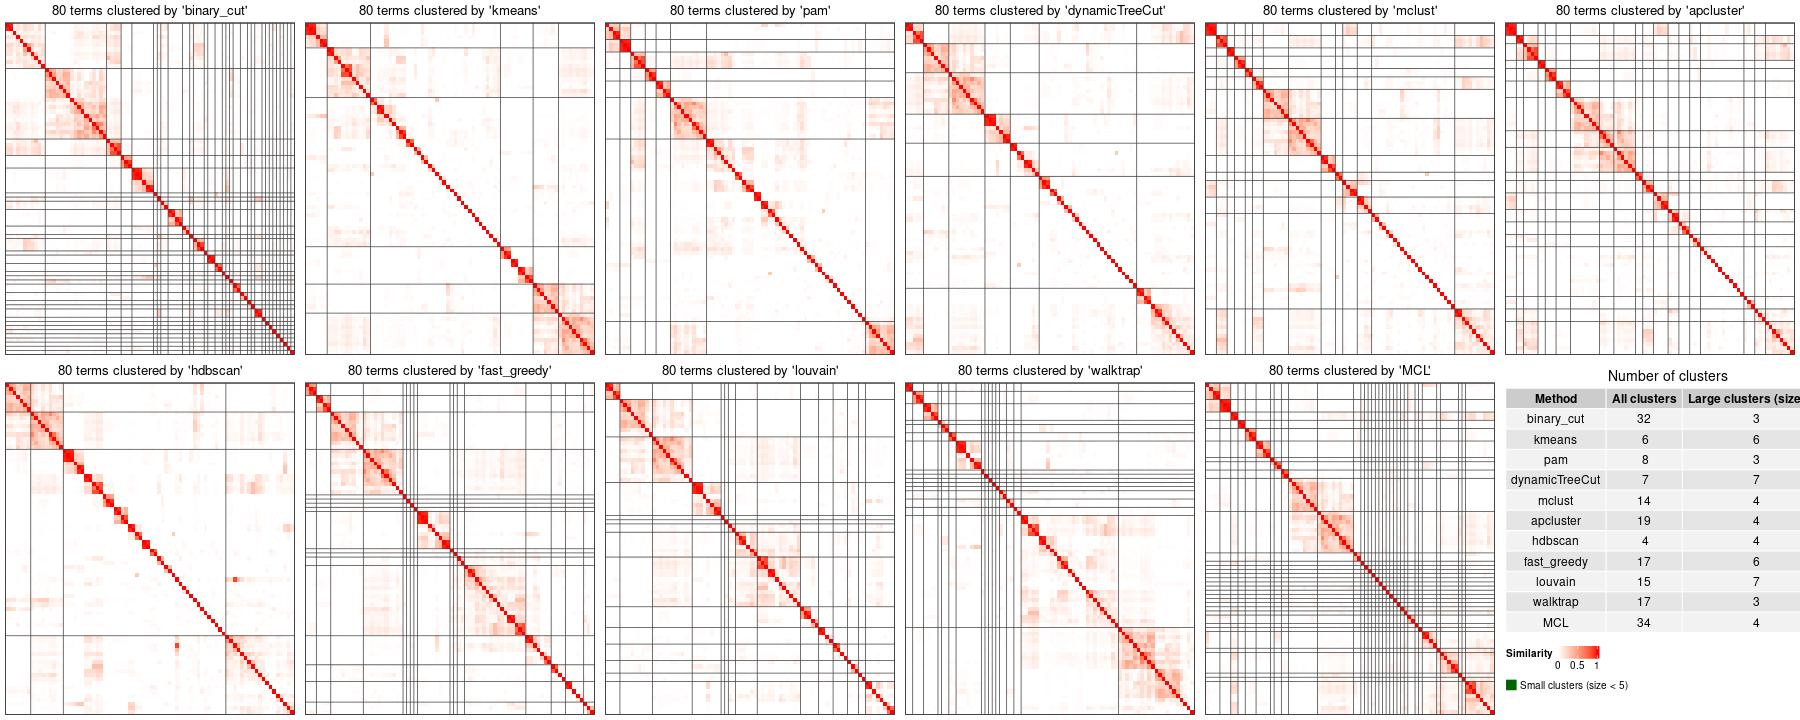 80 terms clustered by 'binary_cut'
80 terms clustered by 'kmeans'
80 terms clustered by 'pam'
80 terms clustered by 'dynamicTreeCut'
80 terms clustered by 'mclust'
80 terms clustered by 'apcluster'
80 terms clustered by 'hdbscan'
80 terms clustered by 'fast_greedy'
80 terms clustered by 'louvain'
80 terms clustered by 'walktrap'
80 terms clustered by 'MCL'
Number of clusters
Method All clusters Large clusters (size
binary_cut 32 3
kmeans 6 6
pam 8 3
dynamicTreeCut 7 7
mclust 14 4
apcluster 19 4
hdbscan 4 4
fast_greedy 17 6
louvain 15 7
walktrap 17 3
MCL 34 4
Similarity
0 0.5 1
Small clusters (size < 5)